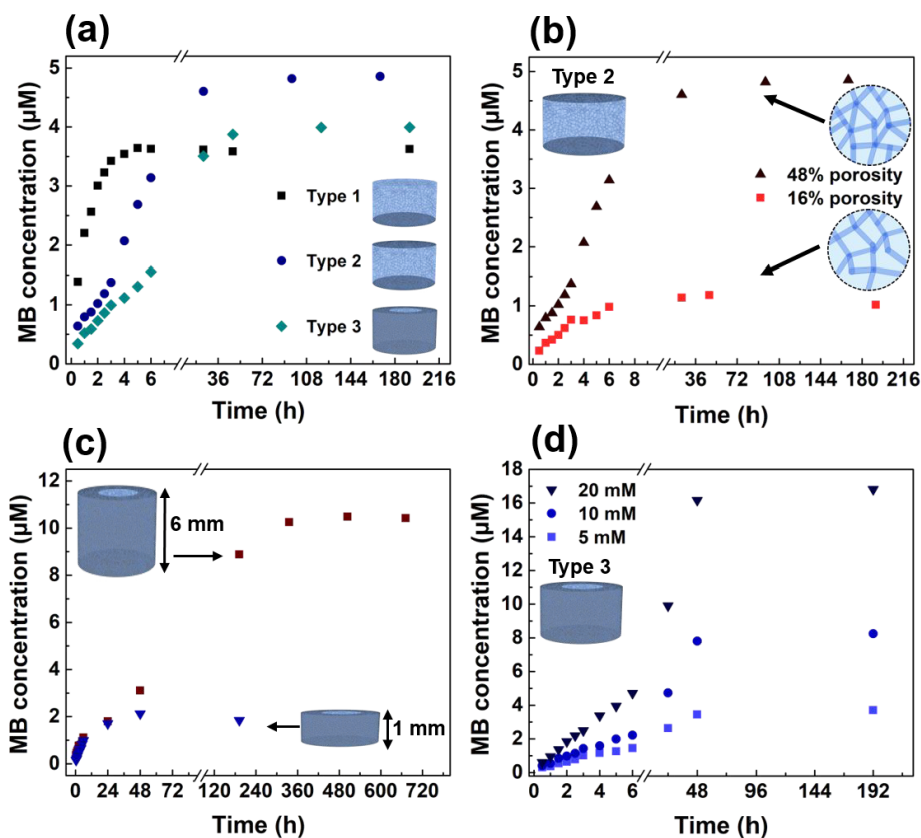 (a)
MB concentration (µM)
5
4
3
2
1
0
Type 1
Type 2
Type 3
0 2 4 6 36 72 108 144 180 216
Time (h)
(b)
MB concentration (µM)
5
4
3
2
1
0
Type 2
48% porosity
16% porosity
0 2 4 6 8 36 72 108 144 180 216
Time (h)
(c)
MB concentration (µM)
12
10
8
6
4
2
0
6 mm
1 mm
0 24 48 72 120 240 360 480 600 720
Time (h)
(d)
MB concentration (µM)
18
16
14
12
10
8
6
4
2
0
20 mM
10 mM
5 mM
Type 3
0 2 4 6 48 96 144 192
Time (h)